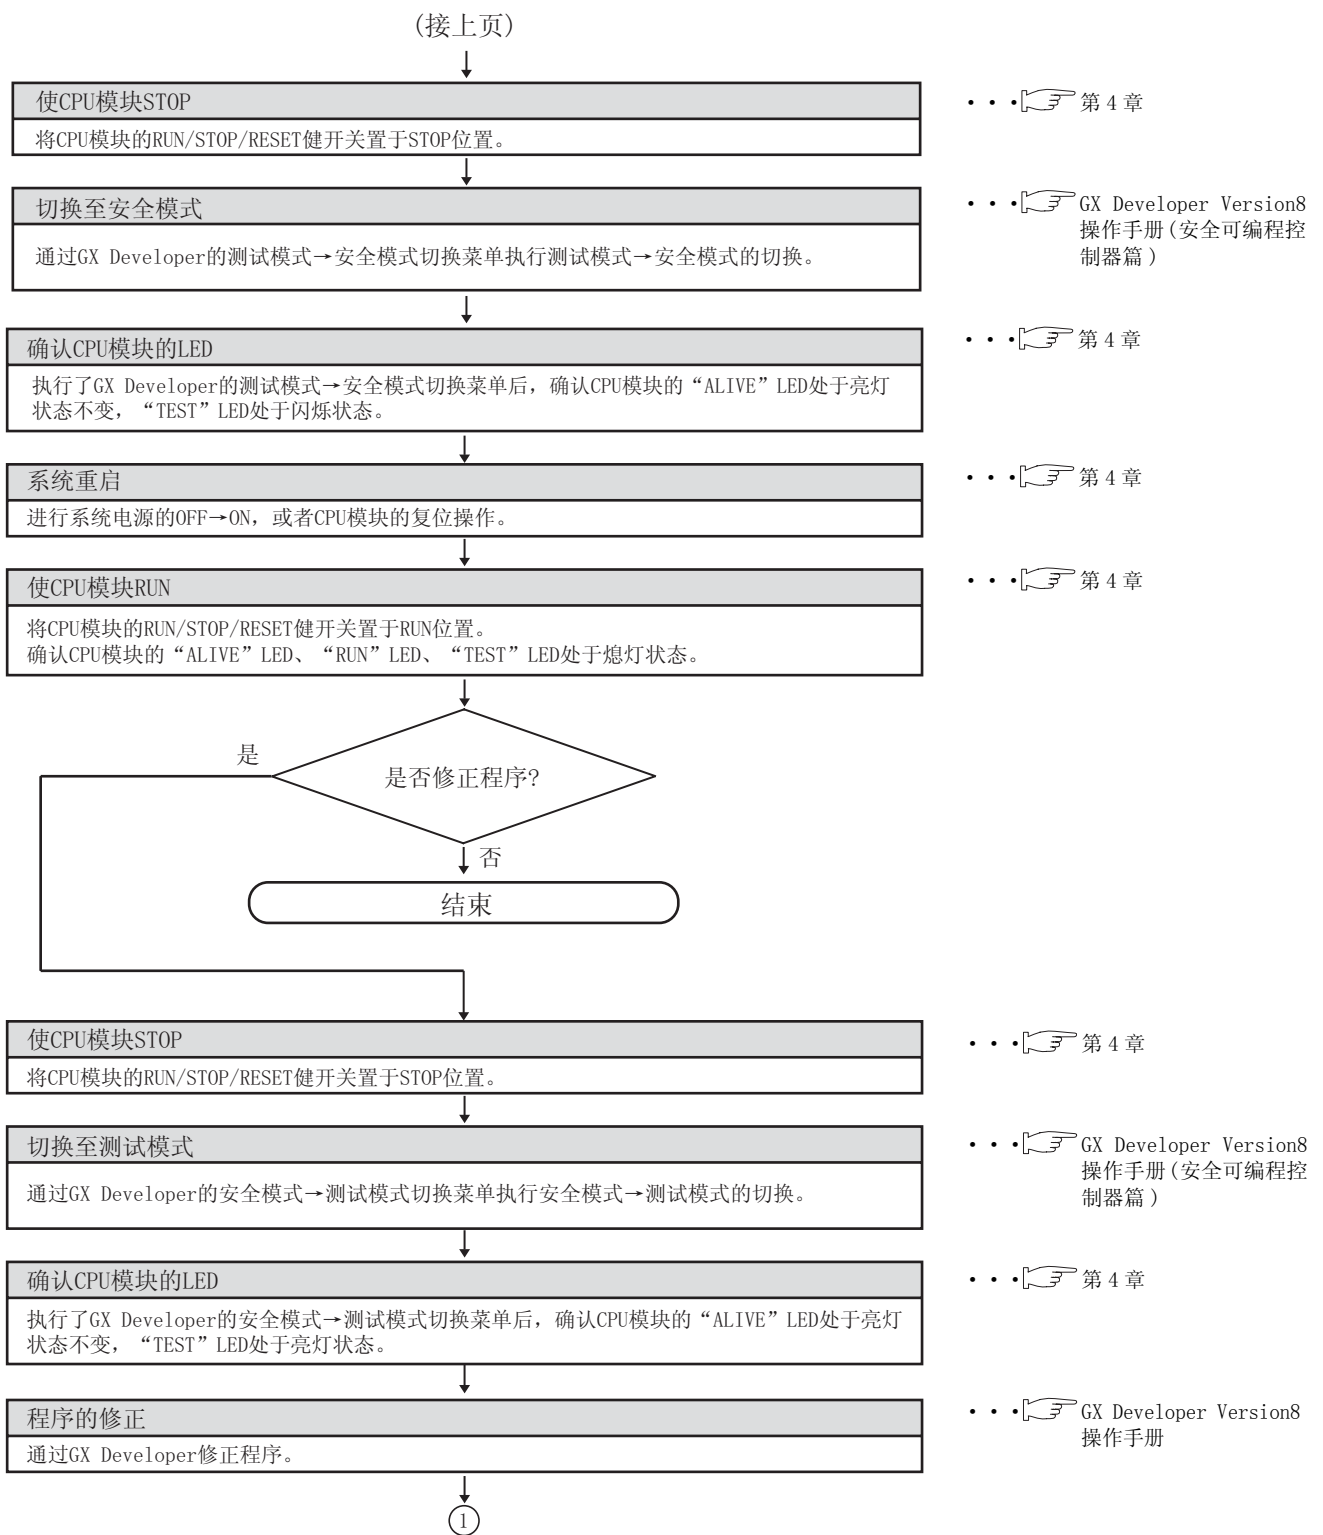 (接上页)
使CPU模块STOP
将CPU模块的RUN/STOP/RESET健开关置于STOP位置。
• • • 第 4 章
切换至安全模式
通过GX Developer的测试模式→安全模式切换菜单执行测试模式→安全模式的切换。
• • • GX Developer Version8
操作手册(安全可编程控
制器篇)
确认CPU模块的LED
执行了GX Developer的测试模式→安全模式切换菜单后，确认CPU模块的“ALIVE”LED处于亮灯
状态不变，“TEST”LED处于闪烁状态。
• • • 第 4 章
系统重启
进行系统电源的OFF→ON，或者CPU模块的复位操作。
• • • 第 4 章
使CPU模块RUN
将CPU模块的RUN/STOP/RESET健开关置于RUN位置。
确认CPU模块的“ALIVE”LED、“RUN”LED、“TEST”LED处于熄灯状态。
• • • 第 4 章
是
是否修正程序?
否
结束
使CPU模块STOP
将CPU模块的RUN/STOP/RESET健开关置于STOP位置。
• • • 第 4 章
切换至测试模式
通过GX Developer的安全模式→测试模式切换菜单执行安全模式→测试模式的切换。
• • • GX Developer Version8
操作手册(安全可编程控
制器篇)
确认CPU模块的LED
执行了GX Developer的安全模式→测试模式切换菜单后，确认CPU模块的“ALIVE”LED处于亮灯
状态不变，“TEST”LED处于亮灯状态。
• • • 第 4 章
程序的修正
通过GX Developer修正程序。
• • • GX Developer Version8
操作手册
①